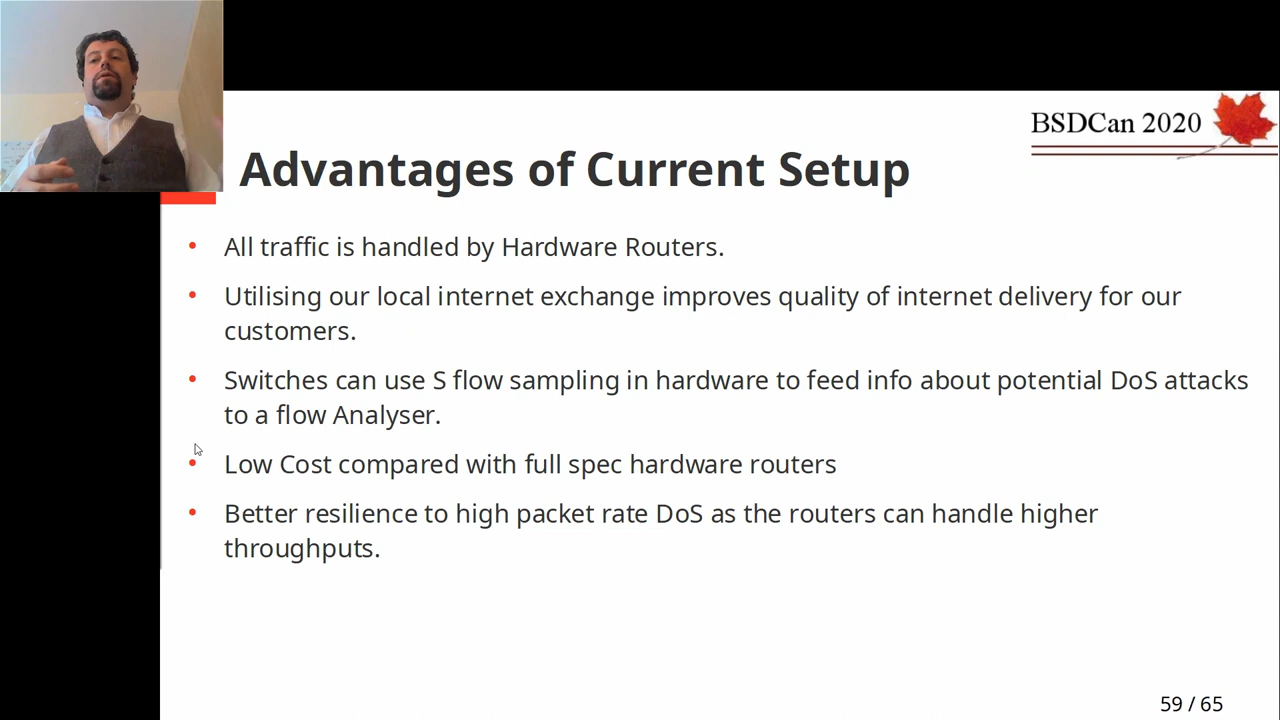 BSDCan 2020
Advantages of Current Setup
• All traffic is handled by Hardware Routers.
• Utilising our local internet exchange improves quality of internet delivery for our
customers.
• Switches can use S flow sampling in hardware to feed info about potential DoS attacks
to a flow Analyser.
• Low Cost compared with full spec hardware routers
• Better resilience to high packet rate DoS as the routers can handle higher
throughputs.
59 / 65